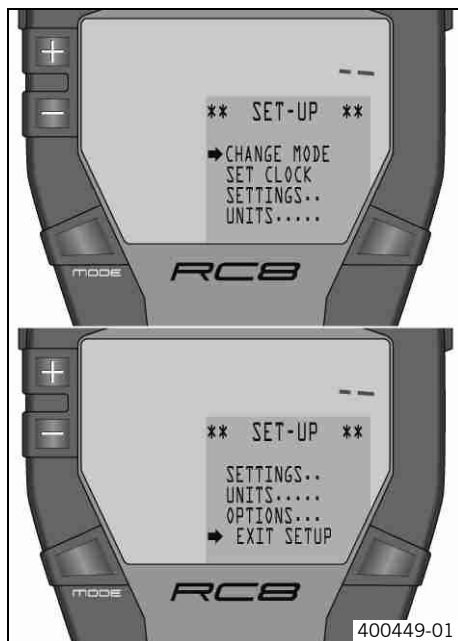 +
– –
−
** SET-UP **
➡CHANGE MODE
SET CLOCK
SETTINGS..
UNITS.....
MODE
RC8
+
– –
−
** SET-UP **
SETTINGS..
UNITS.....
OPTIONS...
➡ EXIT SETUP
MODE
RC8
400449-01